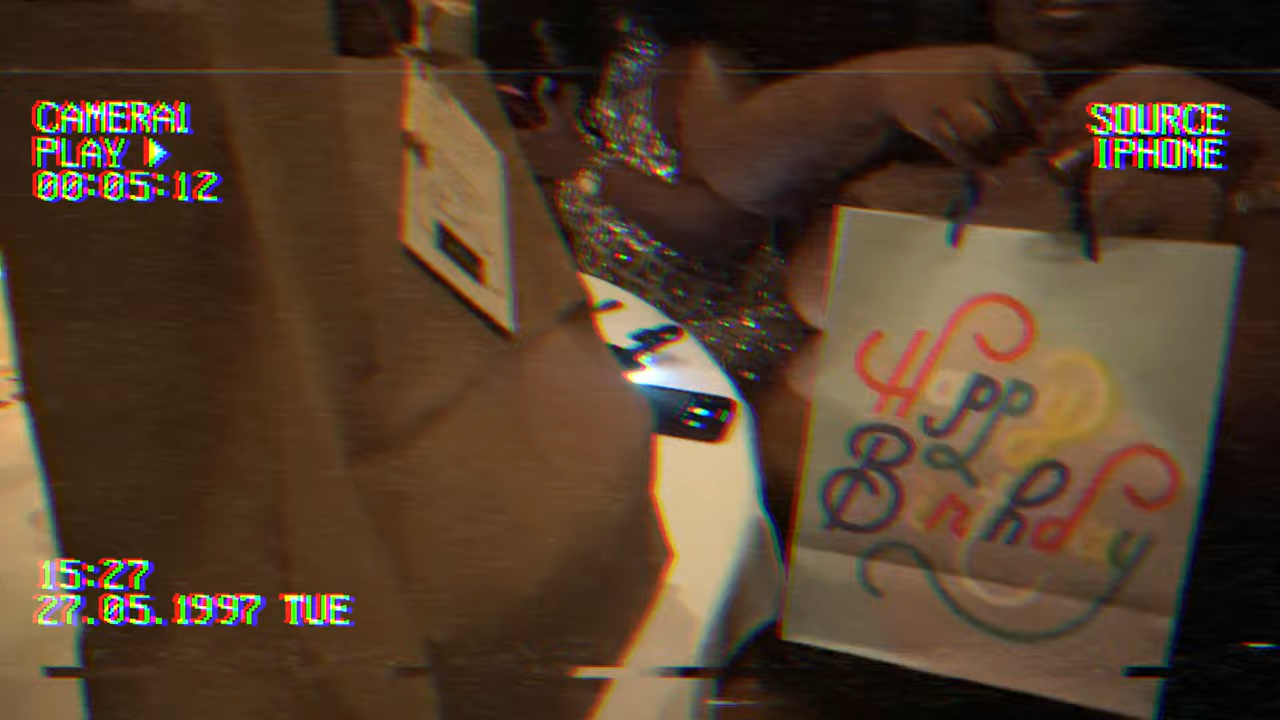 CAMERA1
PLAY
00:05:12
SOURCE
IPHONE
Happy
Birthday
15:27
27.05.1997 TUE